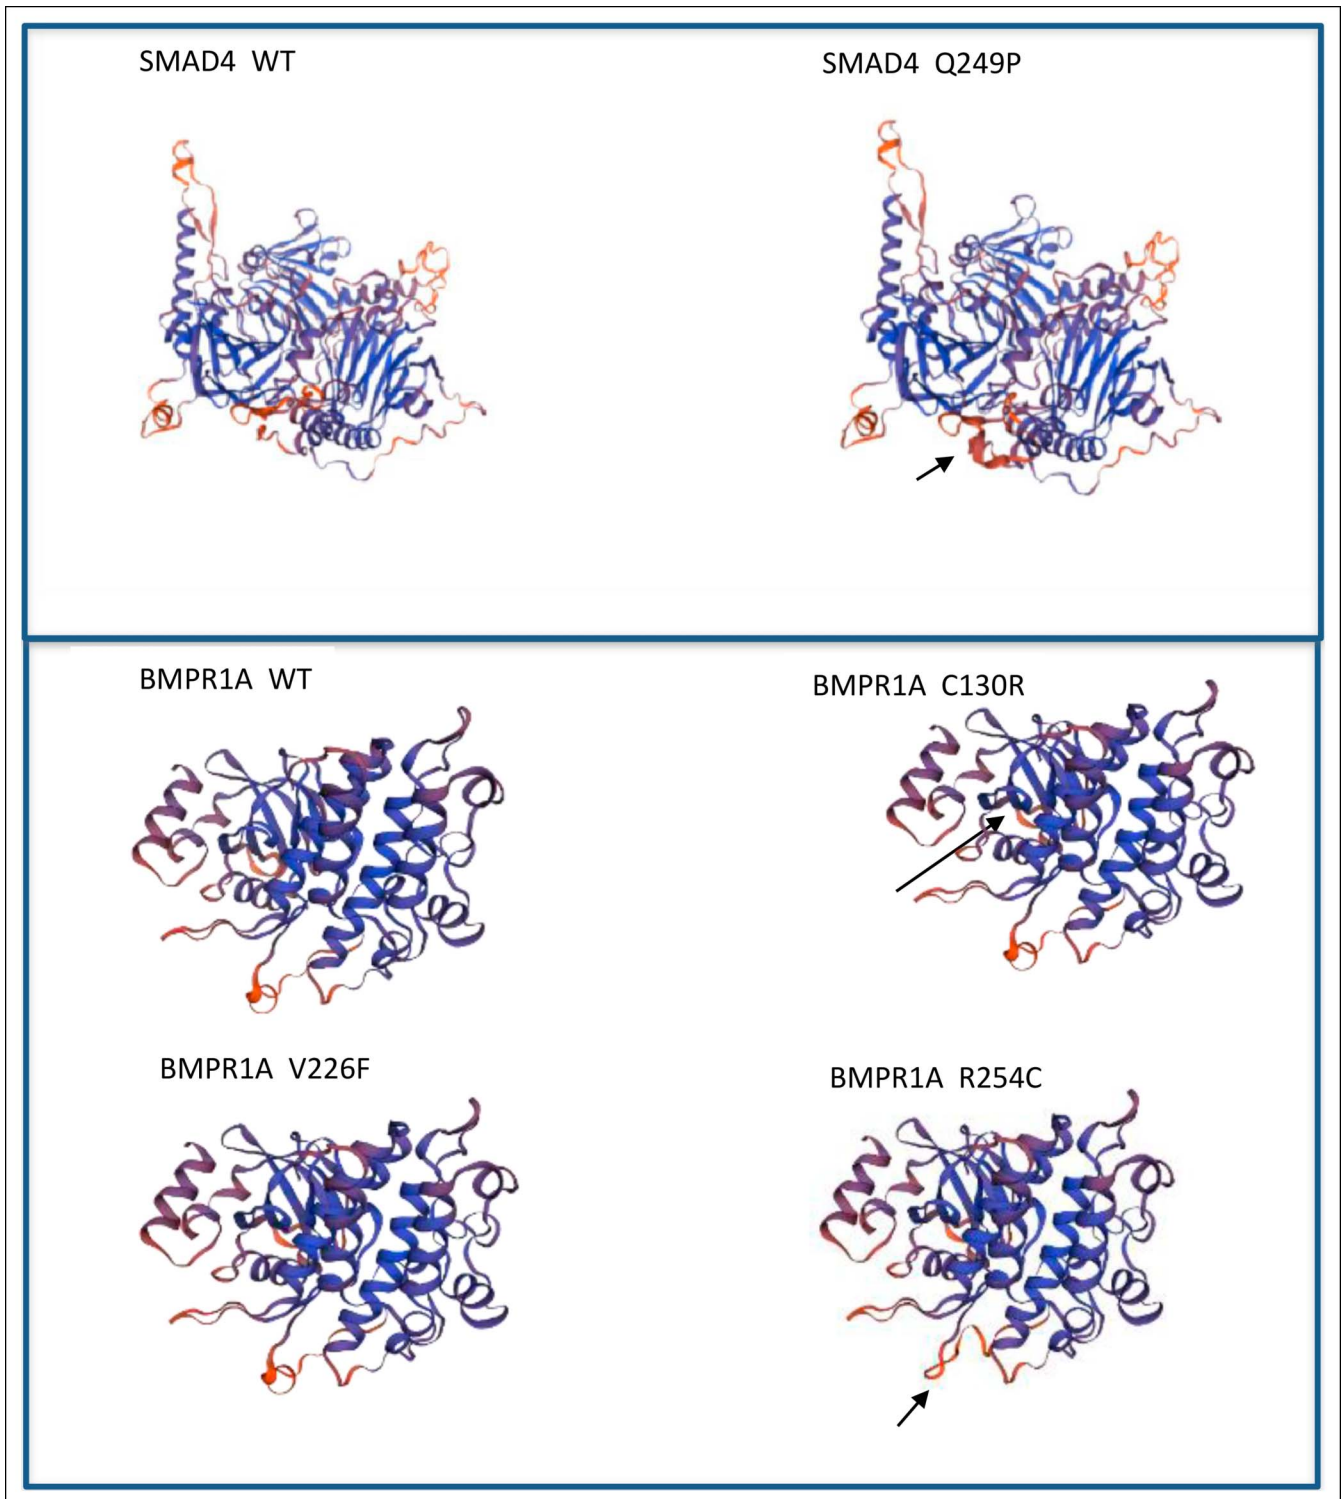 SMAD4 WT
SMAD4 Q249P
BMPR1A WT
BMPR1A C130R
BMPR1A V226F
BMPR1A R254C